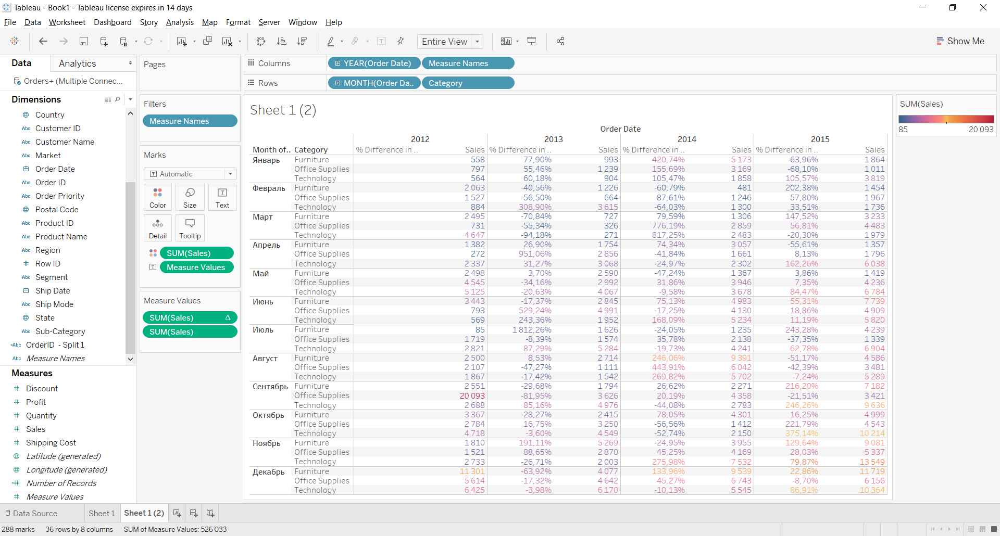 Tableau - Book1 - Tableau license expires in 14 days
File Data Worksheet Dashboard Story Analysis Map Format Server Window Help
Entire View
Show Me
Data Analytics
Orders+ (Multiple Connec...
Dimensions
Country
Customer ID
Customer Name
Market
Order Date
Order ID
Order Priority
Postal Code
Product ID
Product Name
Region
Row ID
Segment
Ship Date
Ship Mode
State
Sub-Category
OrderID - Split 1
Measure Names
Measures
Discount
Profit
Quantity
Sales
Shipping Cost
Latitude (generated)
Longitude (generated)
Number of Records
Measure Values
Pages
Filters
Measure Names
Marks
Automatic
Color Size Text
Detail Tooltip
SUM(Sales)
Measure Values
Measure Values
SUM(Sales)
SUM(Sales)
Columns YEAR(Order Date) Measure Names
Rows MONTH(Order Da.. Category
Sheet 1 (2)
Order Date
2012 2013 2014 2015
Month of.. Category % Difference in .. Sales % Difference in .. Sales % Difference in .. Sales % Difference in .. Sales
Январь Furniture 558 77,90% 993 420,74% 5 173 -63,96% 1 864
Office Supplies 797 55,46% 1 239 155,69% 3 169 -68,10% 1 011
Technology 564 60,18% 904 105,47% 1 858 105,57% 3 819
Февраль Furniture 2 063 -40,56% 1 226 -60,79% 481 202,38% 1 454
Office Supplies 1 527 -56,50% 664 87,61% 1 246 57,80% 1 967
Technology 884 308,90% 3 615 -64,03% 1 300 33,51% 1 736
Март Furniture 2 495 -70,84% 727 79,59% 1 306 147,52% 3 233
Office Supplies 731 -55,34% 326 776,19% 2 859 56,81% 4 483
Technology 4 647 -94,18% 271 817,25% 2 483 -20,30% 1 979
Апрель Furniture 1 382 26,90% 1 754 74,34% 3 057 -55,61% 1 357
Office Supplies 272 951,06% 2 856 -41,84% 1 661 8,13% 1 796
Technology 2 337 31,27% 3 068 -24,97% 2 302 162,26% 6 038
Май Furniture 2 498 3,70% 2 590 -47,24% 1 367 3,86% 1 419
Office Supplies 4 545 -34,16% 2 992 31,86% 3 946 7,35% 4 236
Technology 5 125 -20,63% 4 067 -9,58% 3 678 84,47% 6 784
Июнь Furniture 3 443 -17,37% 2 845 75,13% 4 983 55,31% 7 739
Office Supplies 793 529,24% 4 991 -17,25% 4 130 18,86% 4 909
Technology 569 243,36% 1 952 168,09% 5 234 11,19% 5 820
Июль Furniture 85 1 812,26% 1 626 -24,05% 1 235 243,28% 4 239
Office Supplies 1 719 -8,39% 1 574 35,78% 2 138 -37,35% 1 339
Technology 2 821 87,29% 5 284 -19,73% 4 241 62,78% 6 904
Август Furniture 2 500 8,53% 2 714 246,06% 9 391 -51,17% 4 586
Office Supplies 2 107 -47,27% 1 111 443,91% 6 042 -42,39% 3 481
Technology 1 867 -17,42% 1 542 269,82% 5 702 -7,24% 5 289
Сентябрь Furniture 2 551 -29,68% 1 794 26,62% 2 271 216,20% 7 182
Office Supplies 20 093 -81,95% 3 626 20,19% 4 358 -21,51% 3 421
Technology 2 688 85,16% 4 976 -44,08% 2 783 246,26% 9 636
Октябрь Furniture 3 367 -28,27% 2 415 78,05% 4 301 16,25% 4 999
Office Supplies 2 784 16,75% 3 250 -56,56% 1 412 221,79% 4 543
Technology 4 718 -3,60% 4 549 -52,74% 2 150 375,14% 10 214
Ноябрь Furniture 1 810 191,11% 5 269 -24,95% 3 955 129,64% 9 081
Office Supplies 1 521 88,65% 2 870 45,25% 4 169 28,03% 5 337
Technology 2 733 -26,71% 2 003 275,98% 7 532 79,87% 13 549
Декабрь Furniture 11 301 -63,92% 4 077 133,96% 9 539 22,86% 11 719
Office Supplies 5 614 -17,32% 4 642 45,27% 6 743 -8,70% 6 156
Technology 6 425 -3,98% 6 170 -10,13% 5 545 86,91% 10 364
SUM(Sales)
85 20 093
Data Source Sheet 1 Sheet 1 (2)
288 marks 36 rows by 8 columns SUM of Measure Values: 526 033